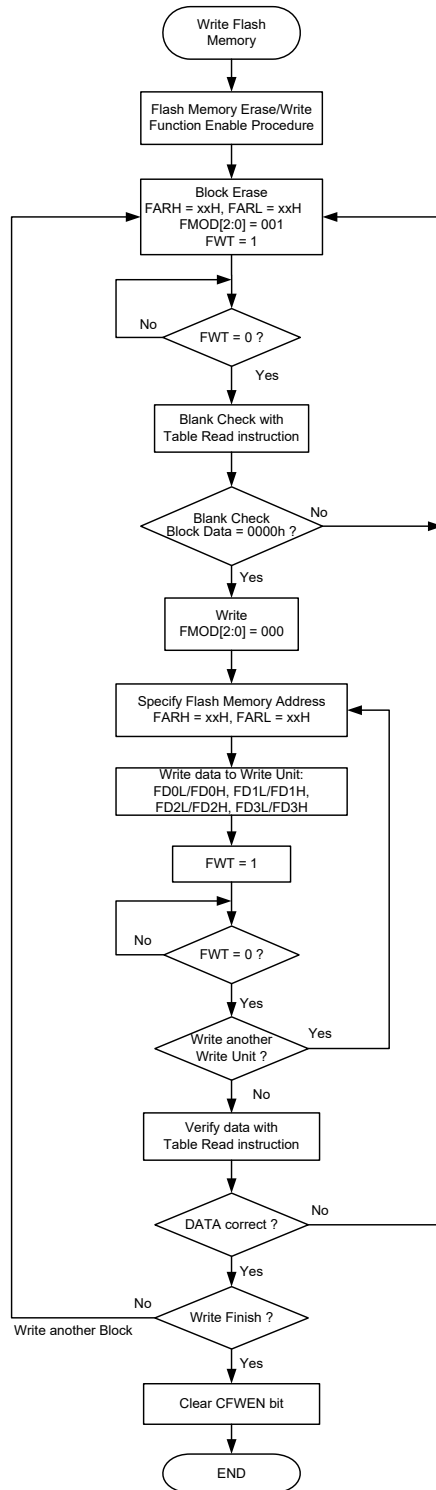 Write Flash
Memory
Flash Memory Erase/Write
Function Enable Procedure
Block Erase
FARH = xxH, FARL = xxH
FMOD[2:0] = 001
FWT = 1
No
FWT = 0 ?
Yes
Blank Check with
Table Read instruction
No
Blank Check
Block Data = 0000h ?
Yes
Write
FMOD[2:0] = 000
Specify Flash Memory Address
FARH = xxH, FARL = xxH
Write data to Write Unit:
FD0L/FD0H, FD1L/FD1H,
FD2L/FD2H, FD3L/FD3H
FWT = 1
No
FWT = 0 ?
Yes
Write another
Write Unit ?
Yes
No
Verify data with
Table Read instruction
DATA correct ?
No
Yes
No
Write Finish ?
Write another Block
Yes
Clear CFWEN bit
END